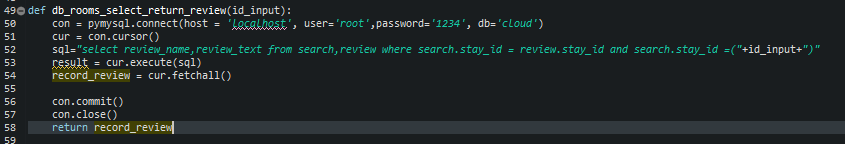 49 def db_rooms_select_return_review(id_input):
50     con = pymysql.connect(host = 'localhost', user='root',password='1234', db='cloud')
51     cur = con.cursor()
52     sql="select review_name,review_text from search,review where search.stay_id = review.stay_id and search.stay_id =("+id_input+")"
53     result = cur.execute(sql)
54     record_review = cur.fetchall()
55
56     con.commit()
57     con.close()
58     return record_review
59